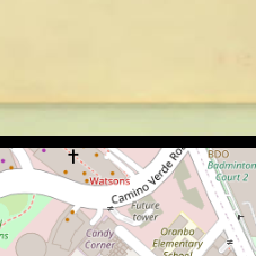 BDO
Badminton
Court 2
Watsons
Camino Verde Ro
Future
tower
Candy
Corner
Oranbo
Elementary
School